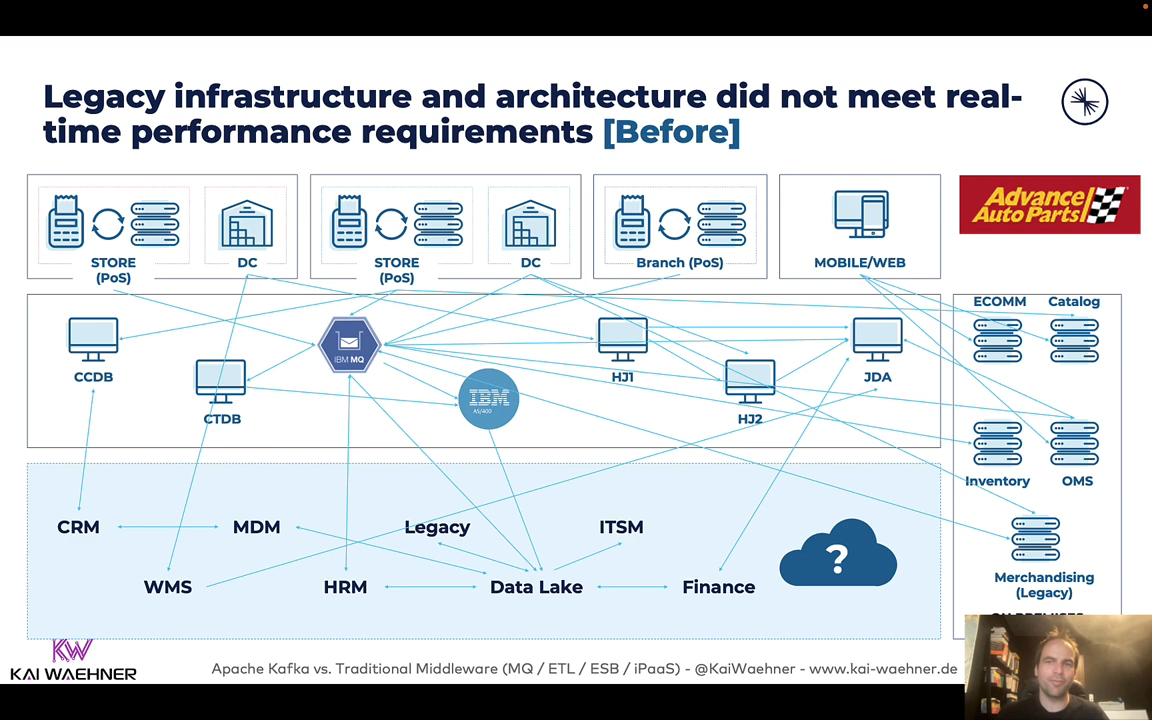 Legacy infrastructure and architecture did not meet real-
time performance requirements [Before]
Advance
Auto Parts
STORE
(PoS)
DC
STORE
(PoS)
DC
Branch (PoS)
MOBILE/WEB
ECOMM
Catalog
CCDB
CTDB
IBM MQ
IBM
AS/400
HJ1
HJ2
JDA
Inventory
OMS
Merchandising
(Legacy)
CRM
MDM
Legacy
ITSM
WMS
HRM
Data Lake
Finance
?
KW
KAI WAEHNER
Apache Kafka vs. Traditional Middleware (MQ / ETL / ESB / iPaaS) - @KaiWaehner - www.kai-waehner.de